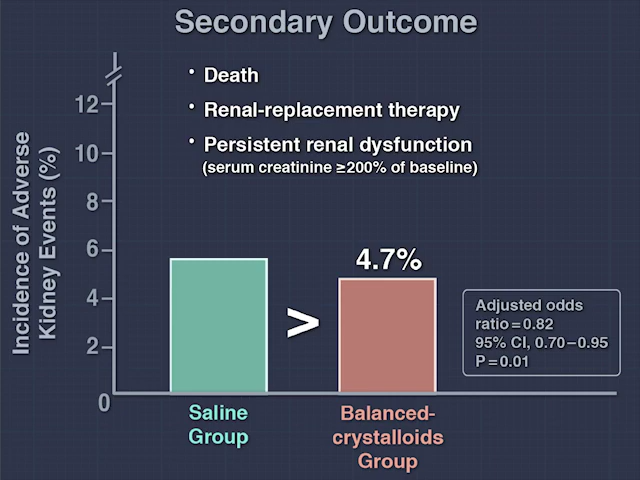 Secondary Outcome
• Death
• Renal-replacement therapy
• Persistent renal dysfunction
(serum creatinine ≥200% of baseline)
Incidence of Adverse
Kidney Events (%)
12
10
8
6
4
2
0
4.7%
>
Adjusted odds
ratio=0.82
95% CI, 0.70–0.95
P=0.01
Saline
Group
Balanced-
crystalloids
Group